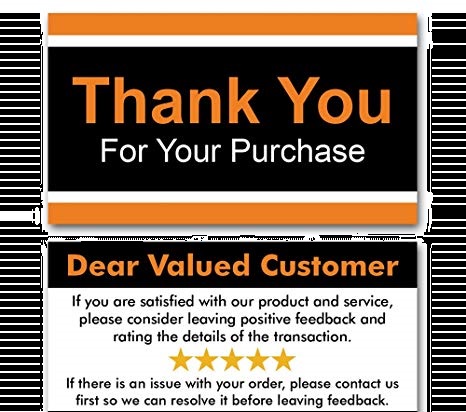 Thank You
For Your Purchase
Dear Valued Customer
If you are satisfied with our product and service,
please consider leaving positive feedback and
rating the details of the transaction.
If there is an issue with your order, please contact us
first so we can resolve it before leaving feedback.